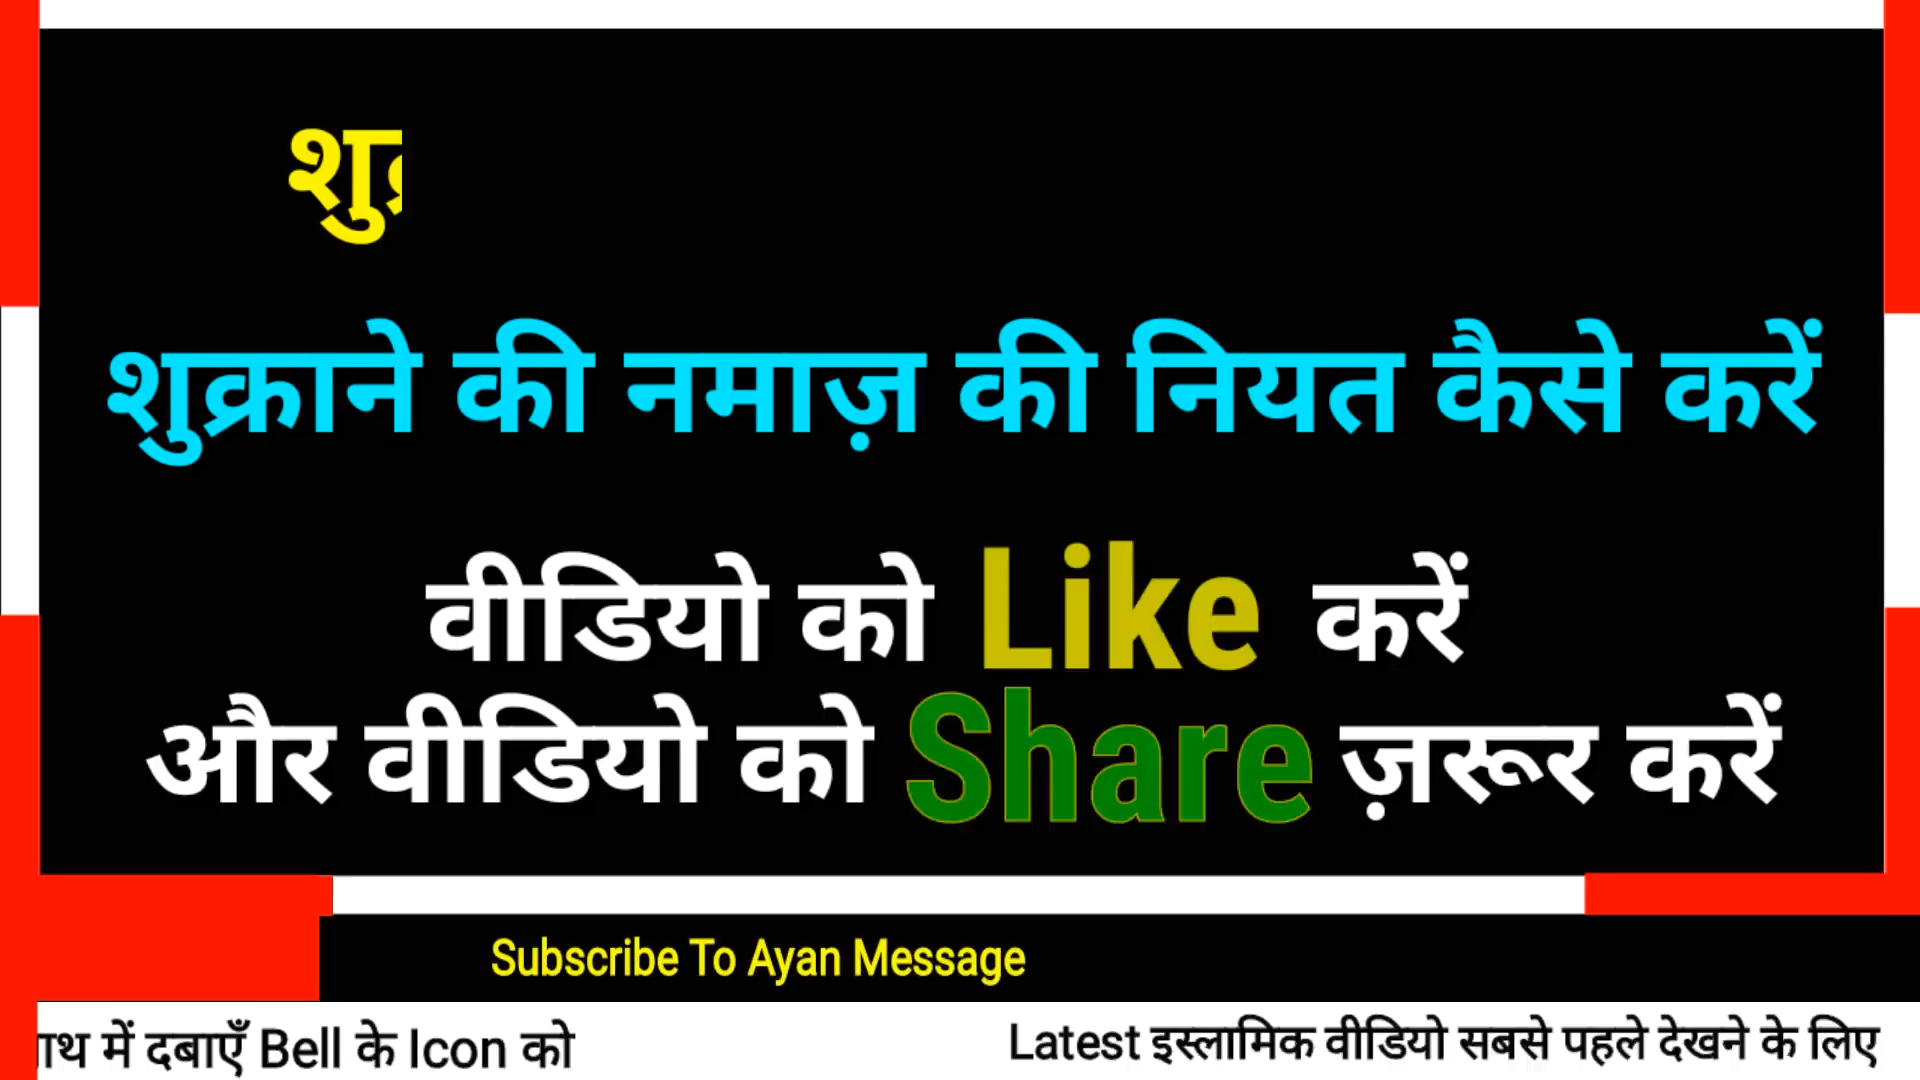 शुक्राने की नमाज़ की नियत कैसे करें
वीडियो को Like करें
और वीडियो को Share ज़रूर करें
Subscribe To Ayan Message
में दबाएँ Bell के Icon को
Latest इस्लामिक वीडियो सबसे पहले देखने के लिए